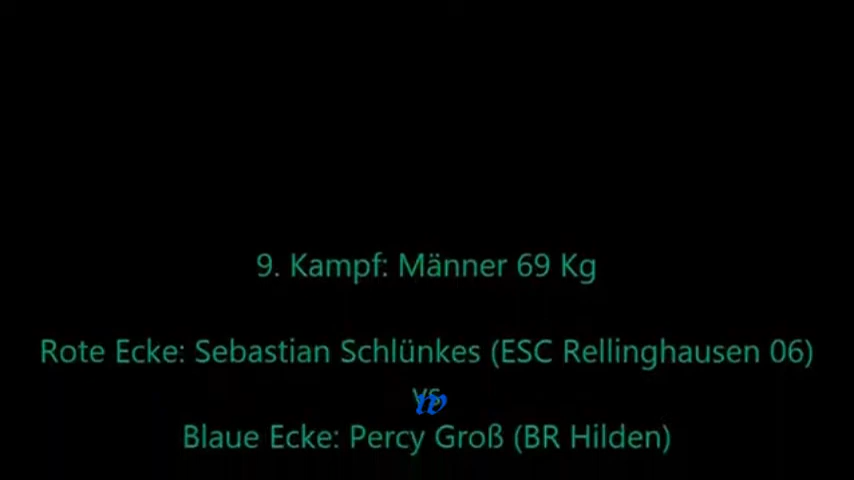 9. Kampf: Männer 69 Kg
Rote Ecke: Sebastian Schlünkes (ESC Rellinghausen 06)
vs
Blaue Ecke: Percy Groß (BR Hilden)